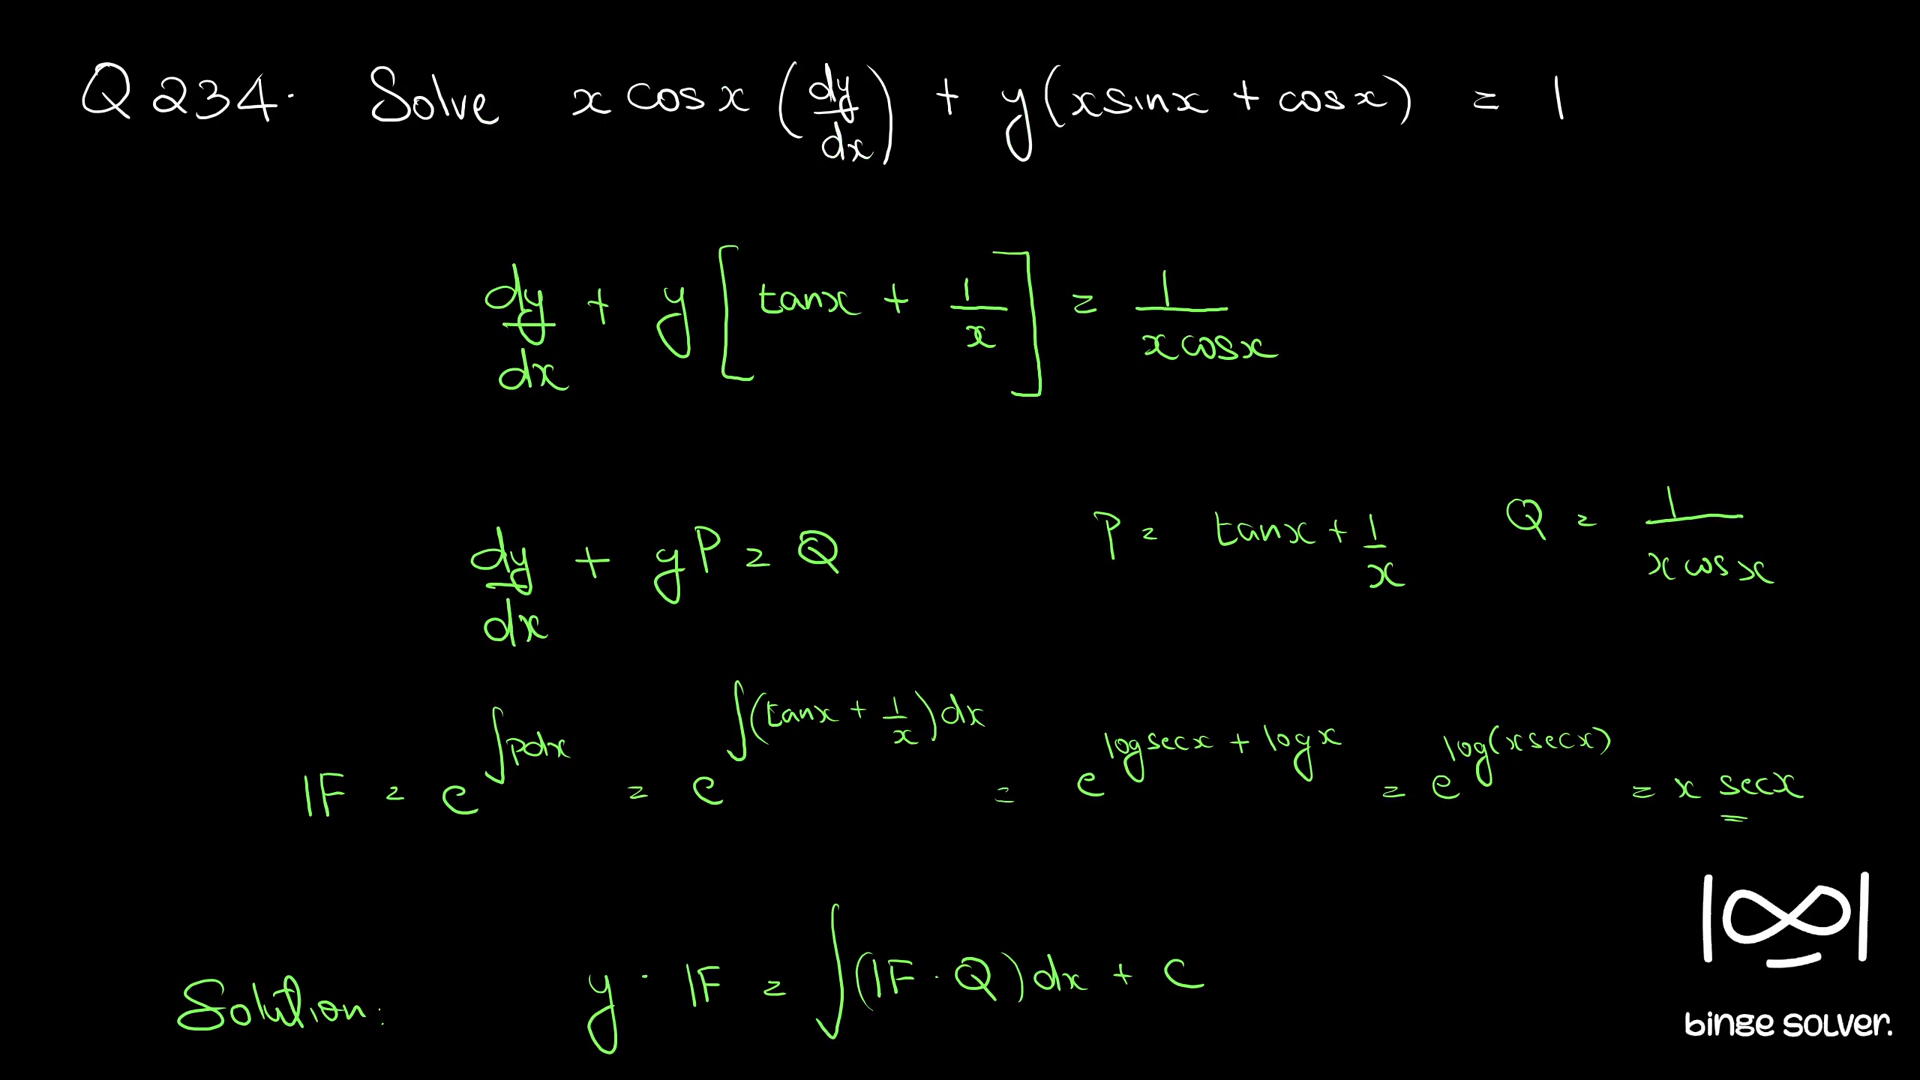 Q 234. Solve x cos x (dy/dx) + y(x sin x + cos x) = 1
dy/dx + y [tan x + 1/x] = 1/(x cos x)
dy/dx + yP = Q    P = tan x + 1/x    Q = 1/(x cos x)
IF = e^∫pdx = e^∫(tan x + 1/x)dx = e^(log sec x + log x) = e^log(x sec x) = x sec x
Solution: y · IF = ∫(IF · Q)dx + C
binge solver.